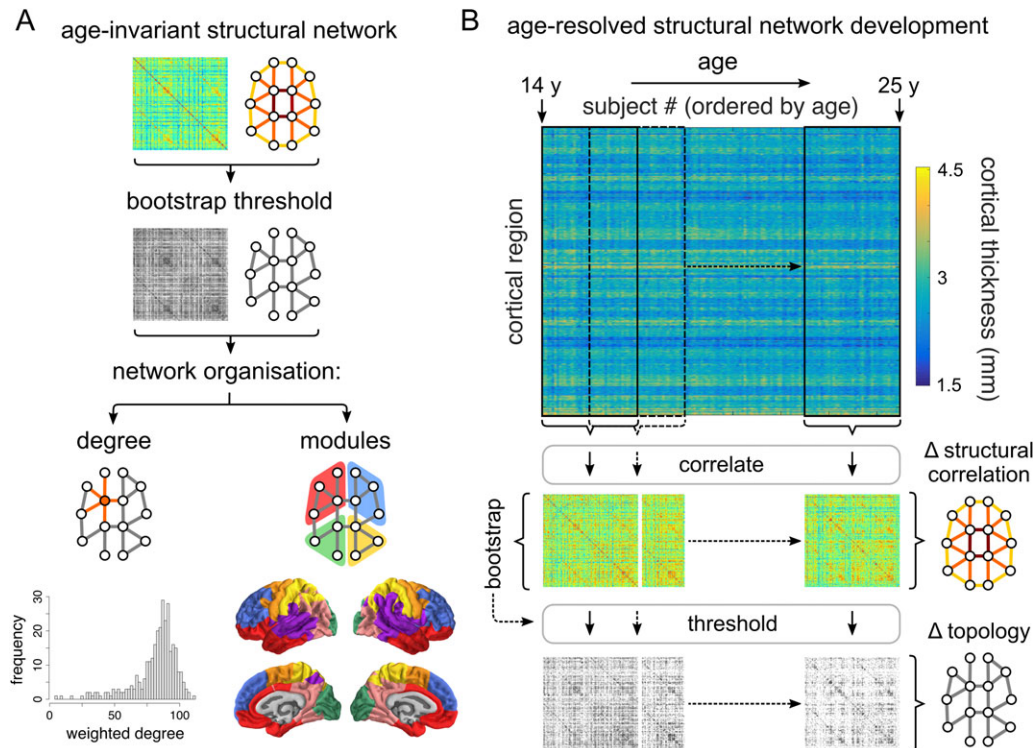 A
age-invariant structural network
bootstrap threshold
network organisation:
degree
modules
frequency
0
10
20
30
0
50
100
weighted degree
B
age-resolved structural network development
age
14 y
25 y
subject # (ordered by age)
cortical region
4.5
3
1.5
cortical thickness (mm)
correlate
Δ structural
correlation
bootstrap
threshold
Δ topology